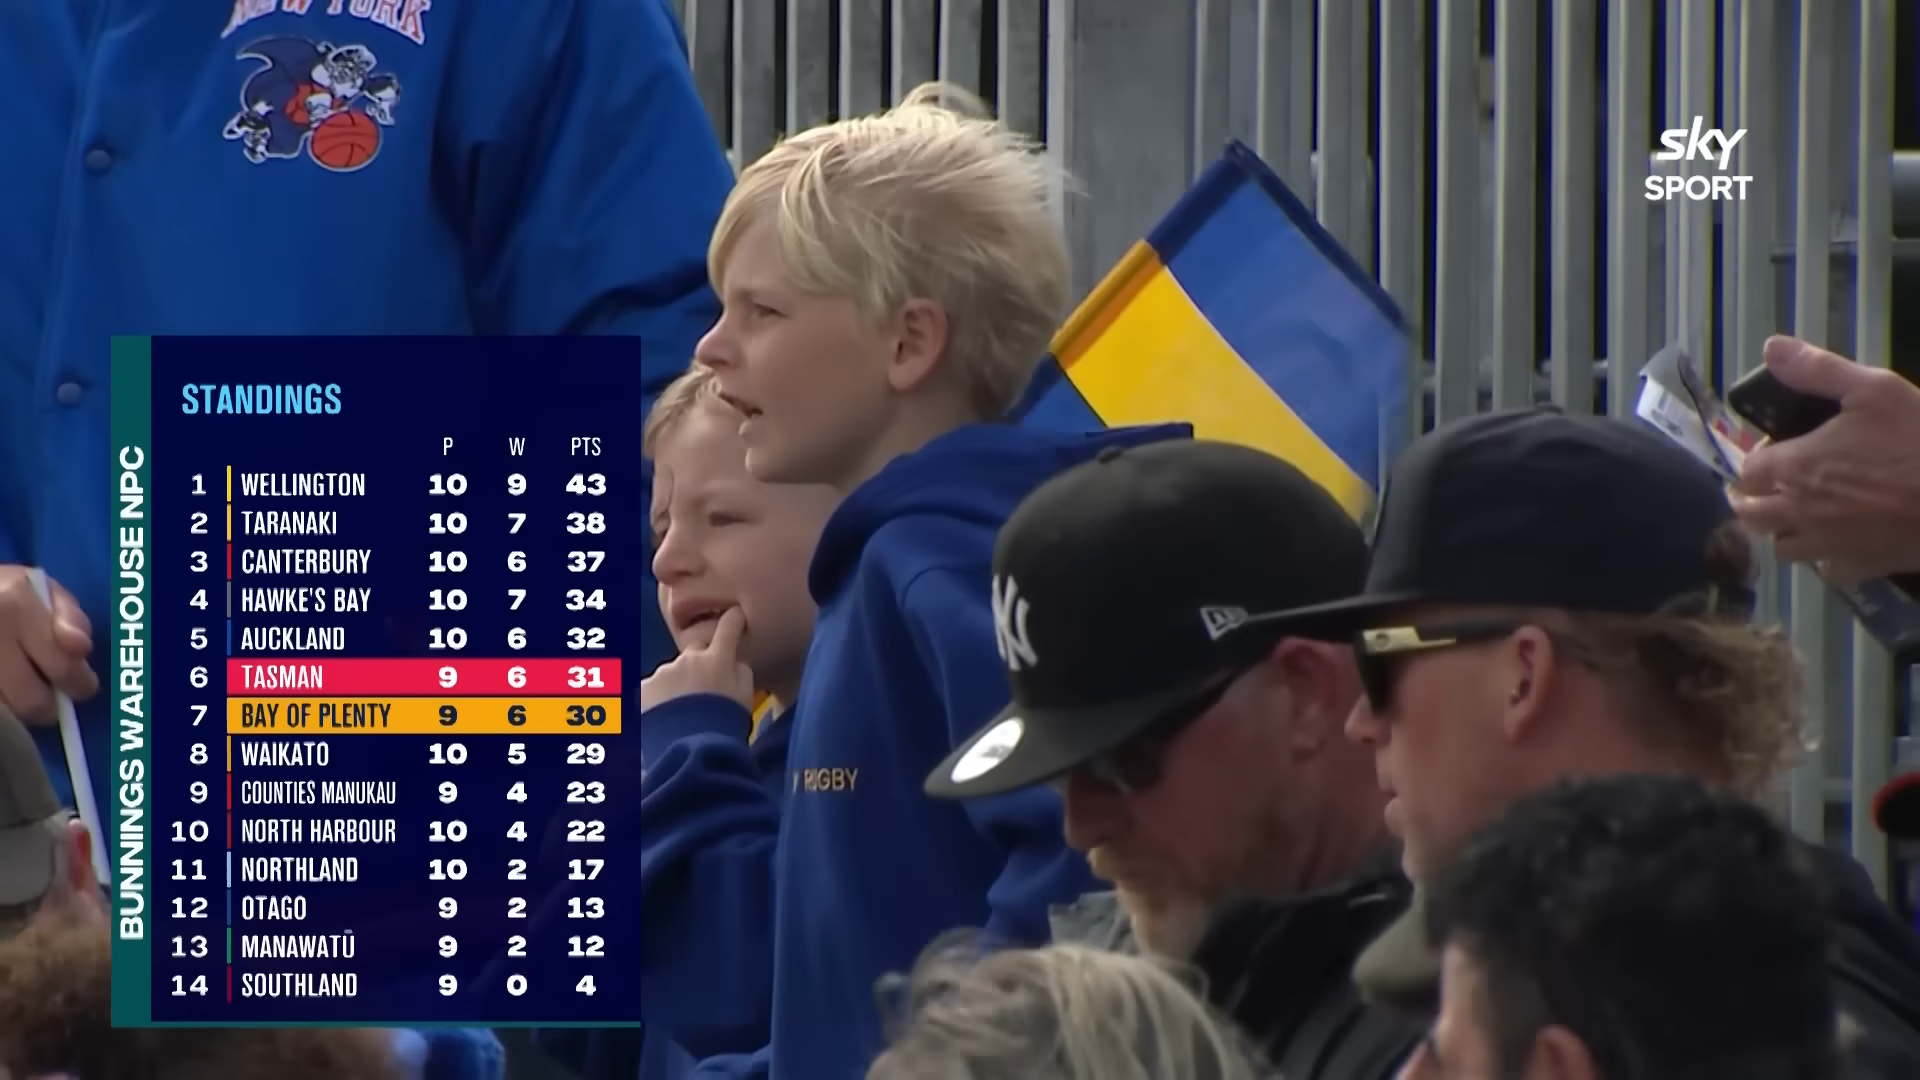 NEW YORK
sky
SPORT
BUNNINGS WAREHOUSE NPC
STANDINGS
P W PTS
1 WELLINGTON 10 9 43
2 TARANAKI 10 7 38
3 CANTERBURY 10 6 37
4 HAWKE'S BAY 10 7 34
5 AUCKLAND 10 6 32
6 TASMAN 9 6 31
7 BAY OF PLENTY 9 6 30
8 WAIKATO 10 5 29
9 COUNTIES MANUKAU 9 4 23
10 NORTH HARBOUR 10 4 22
11 NORTHLAND 10 2 17
12 OTAGO 9 2 13
13 MANAWATŪ 9 2 12
14 SOUTHLAND 9 0 4
NY
RUGBY